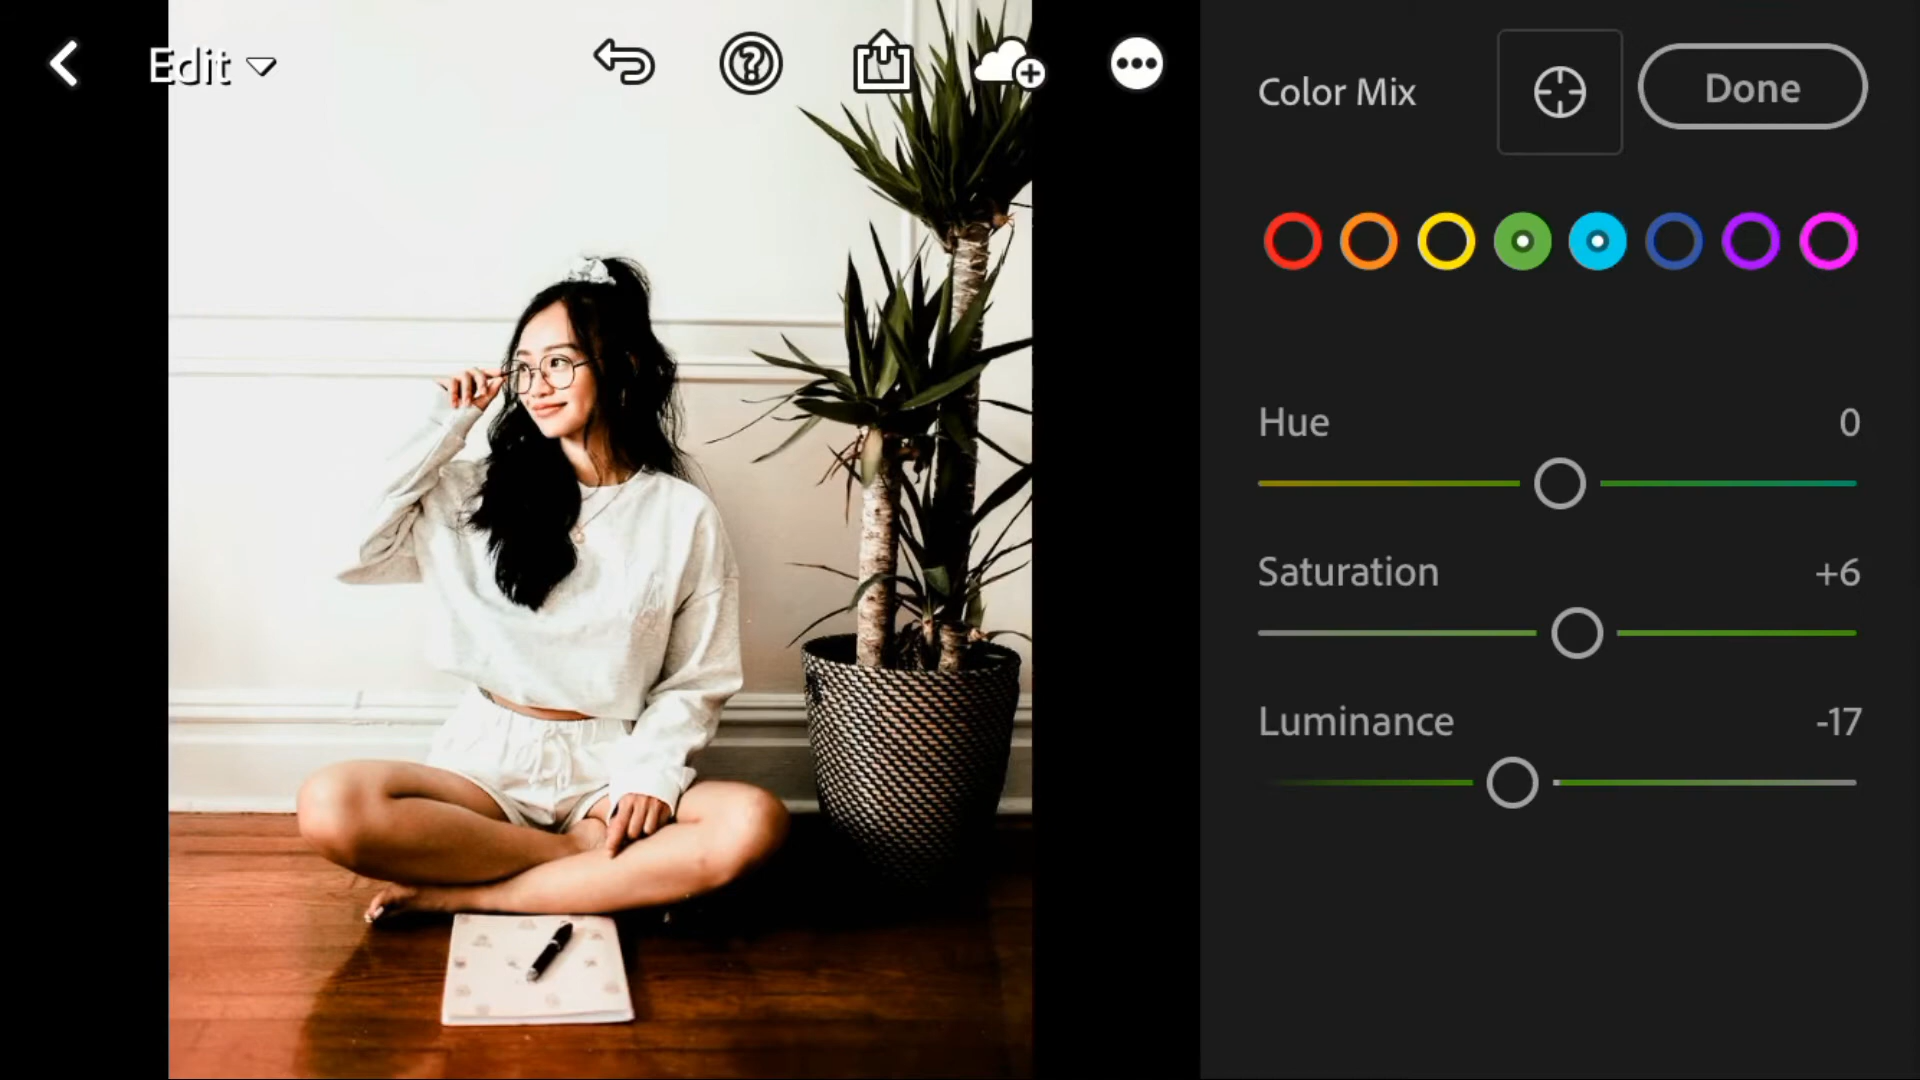 Edit
Color Mix
Done
Hue 0
Saturation +6
Luminance -17